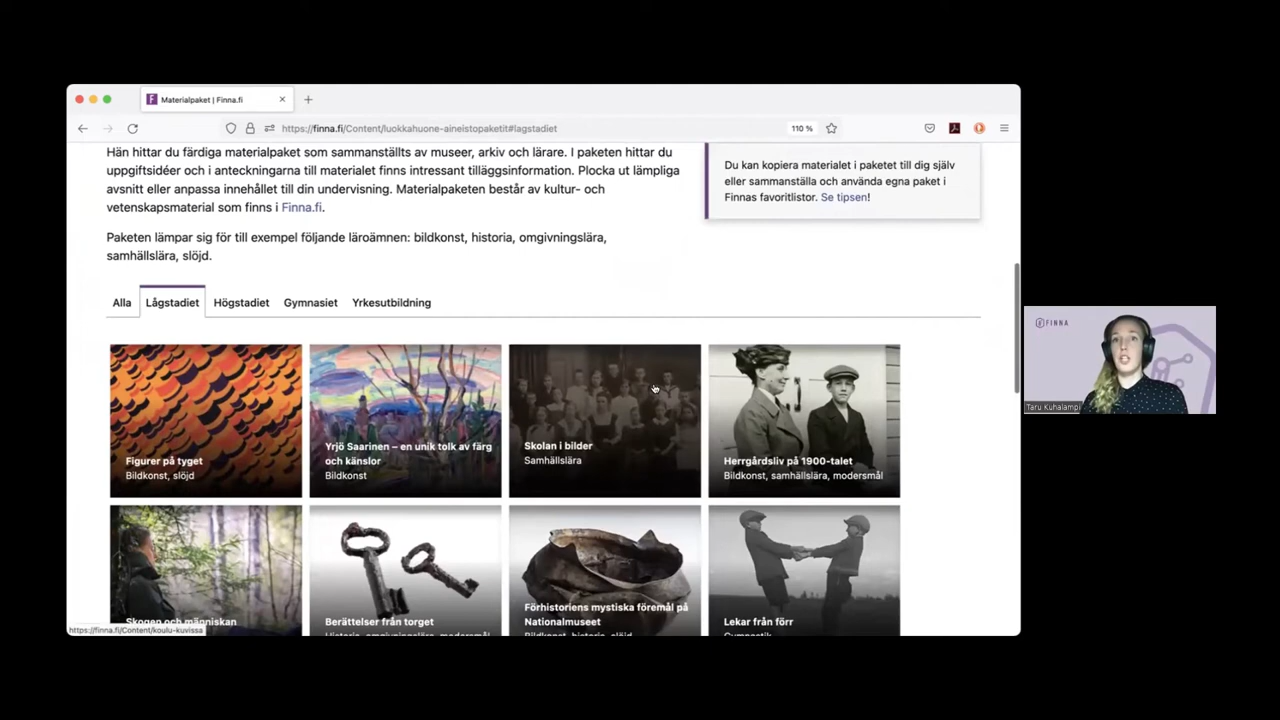 Materialpaket | Finna.fi
https://finna.fi/Content/luokkahuone-aineistopaketit#lagstadiet
110 %
Hän hittar du färdiga materialpaket som sammanställts av museer, arkiv och lärare. I paketen hittar du
uppgiftsidéer och i anteckningarna till materialet finns intressant tilläggsinformation. Plocka ut lämpliga
avsnitt eller anpassa innehållet till din undervisning. Materialpaketen består av kultur- och
vetenskapsmaterial som finns i Finna.fi.
Du kan kopiera materialet i paketet till dig själv
eller sammanställa och använda egna paket i
Finnas favoritlistor. Se tipsen!
Paketen lämpar sig för till exempel följande läroämnen: bildkonst, historia, omgivningslära,
samhällslära, slöjd.
Alla Lågstadiet Högstadiet Gymnasiet Yrkesutbildning
Figurer på tyget
Bildkonst, slöjd
Yrjö Saarinen – en unik tolk av färg
och känslor
Bildkonst
Skolan i bilder
Samhällslära
Herrgårdsliv på 1900-talet
Bildkonst, samhällslära, modersmål
FINNA
Taru Kuhalampi
Skogen och människan
Berättelser från torget
Historia, omgivningslära, modersmål
Förhistoriens mystiska föremål på
Nationalmuseet
Bildkonst, historia, slöjd
Lekar från förr
Gymnastik
https://finna.fi/Content/koulu-kuvissa